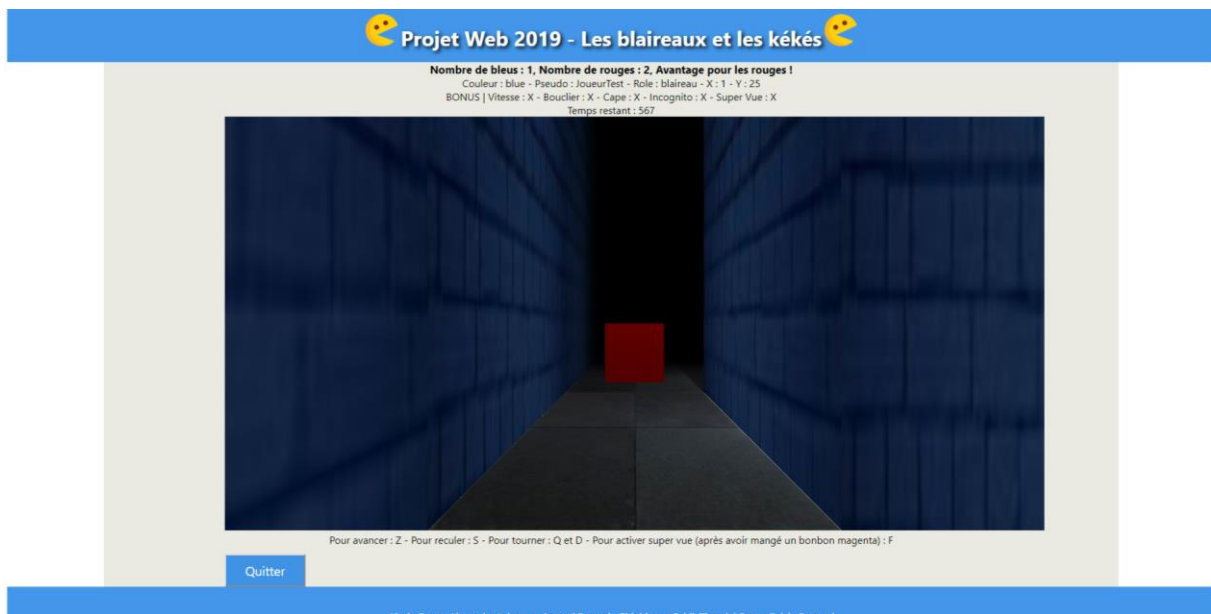 Projet Web 2019 - Les blaireaux et les kékés
Nombre de bleus : 1, Nombre de rouges : 2, Avantage pour les rouges !
Couleur : blue - Pseudo : JoueurTest - Role : blaireau - X : 1 - Y : 25
BONUS | Vitesse : X - Bouclier : X - Cape : X - Incognito : X - Super Vue : X
Temps restant : 567
Pour avancer : Z - Pour reculer : S - Pour tourner : Q et D - Pour activer super vue (après avoir mangé un bonbon magenta) : F
Quitter